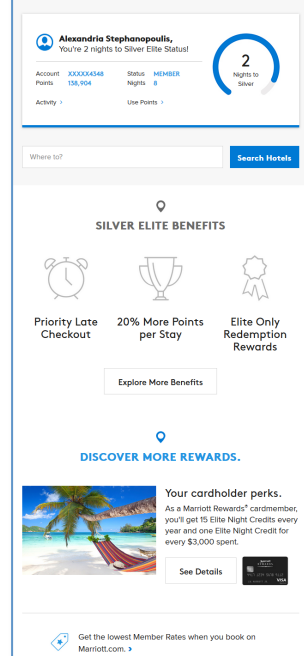 Alexandria Stephanopoulis,
You're 2 nights to Silver Elite Status!
Account XXXXX4348 Status MEMBER
Points 138,904 Nights 8
Activity >
Use Points >
2
Nights to
Silver
Where to?
Search Hotels
SILVER ELITE BENEFITS
Priority Late
Checkout
20% More Points
per Stay
Elite Only
Redemption
Rewards
Explore More Benefits
DISCOVER MORE REWARDS.
Your cardholder perks.
As a Marriott Rewards® cardmember,
you'll get 15 Elite Night Credits every
year and one Elite Night Credit for
every $3,000 spent.
See Details
VISA
Get the lowest Member Rates when you book on
Marriott.com. >